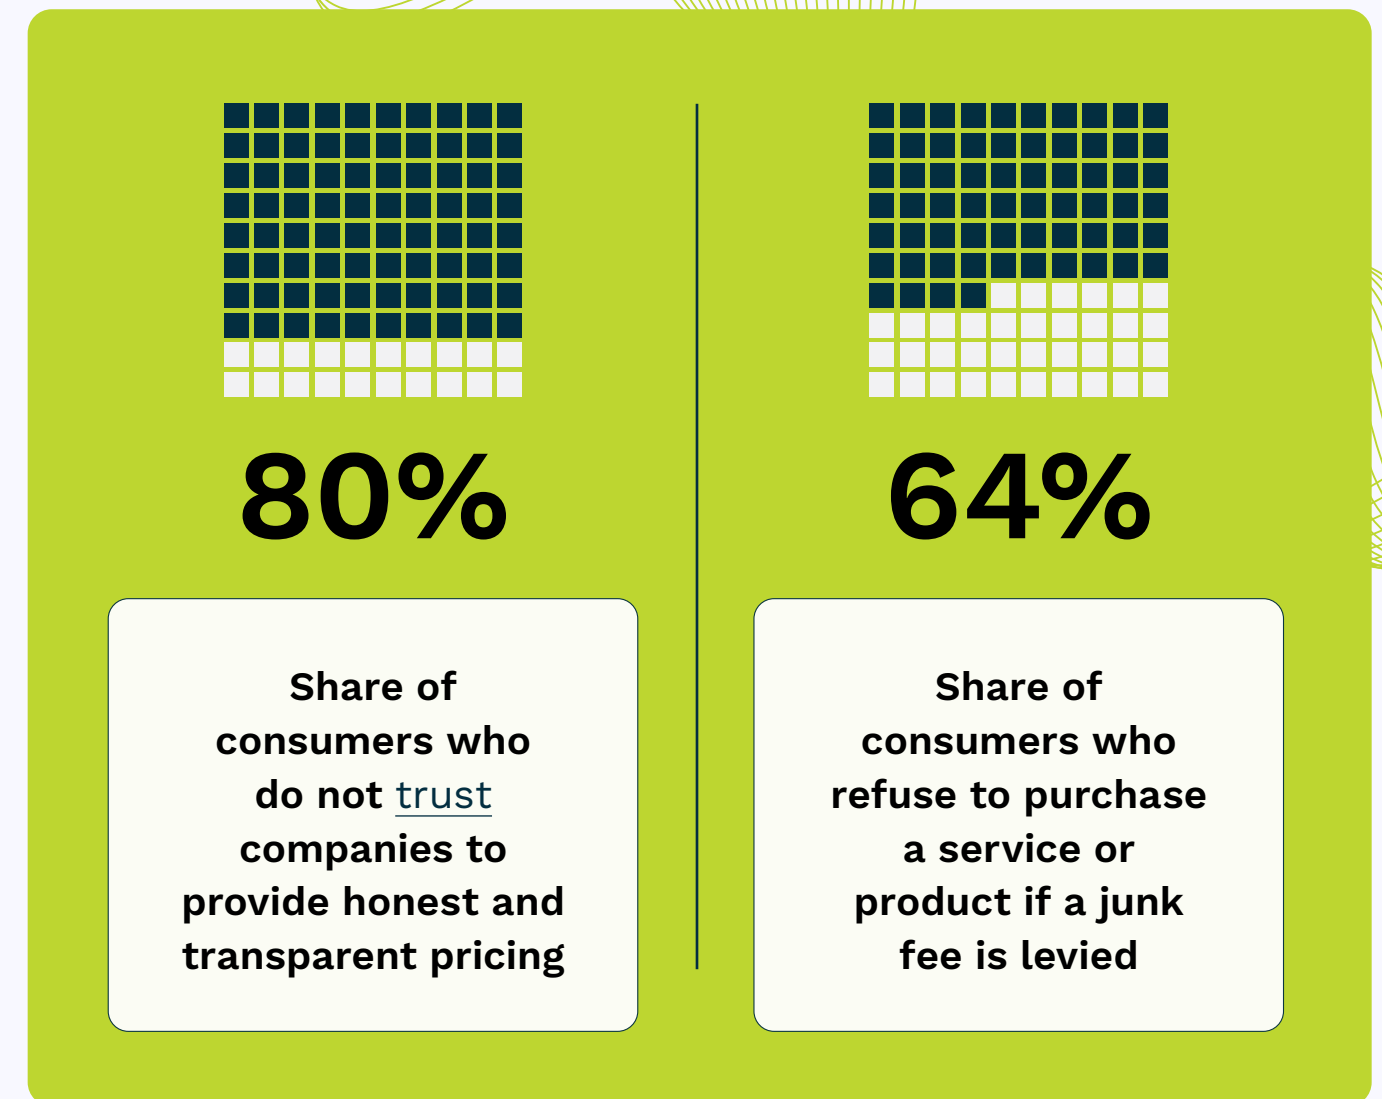 80%
Share of
consumers who
do not trust
companies to
provide honest and
transparent pricing
64%
Share of
consumers who
refuse to purchase
a service or
product if a junk
fee is levied